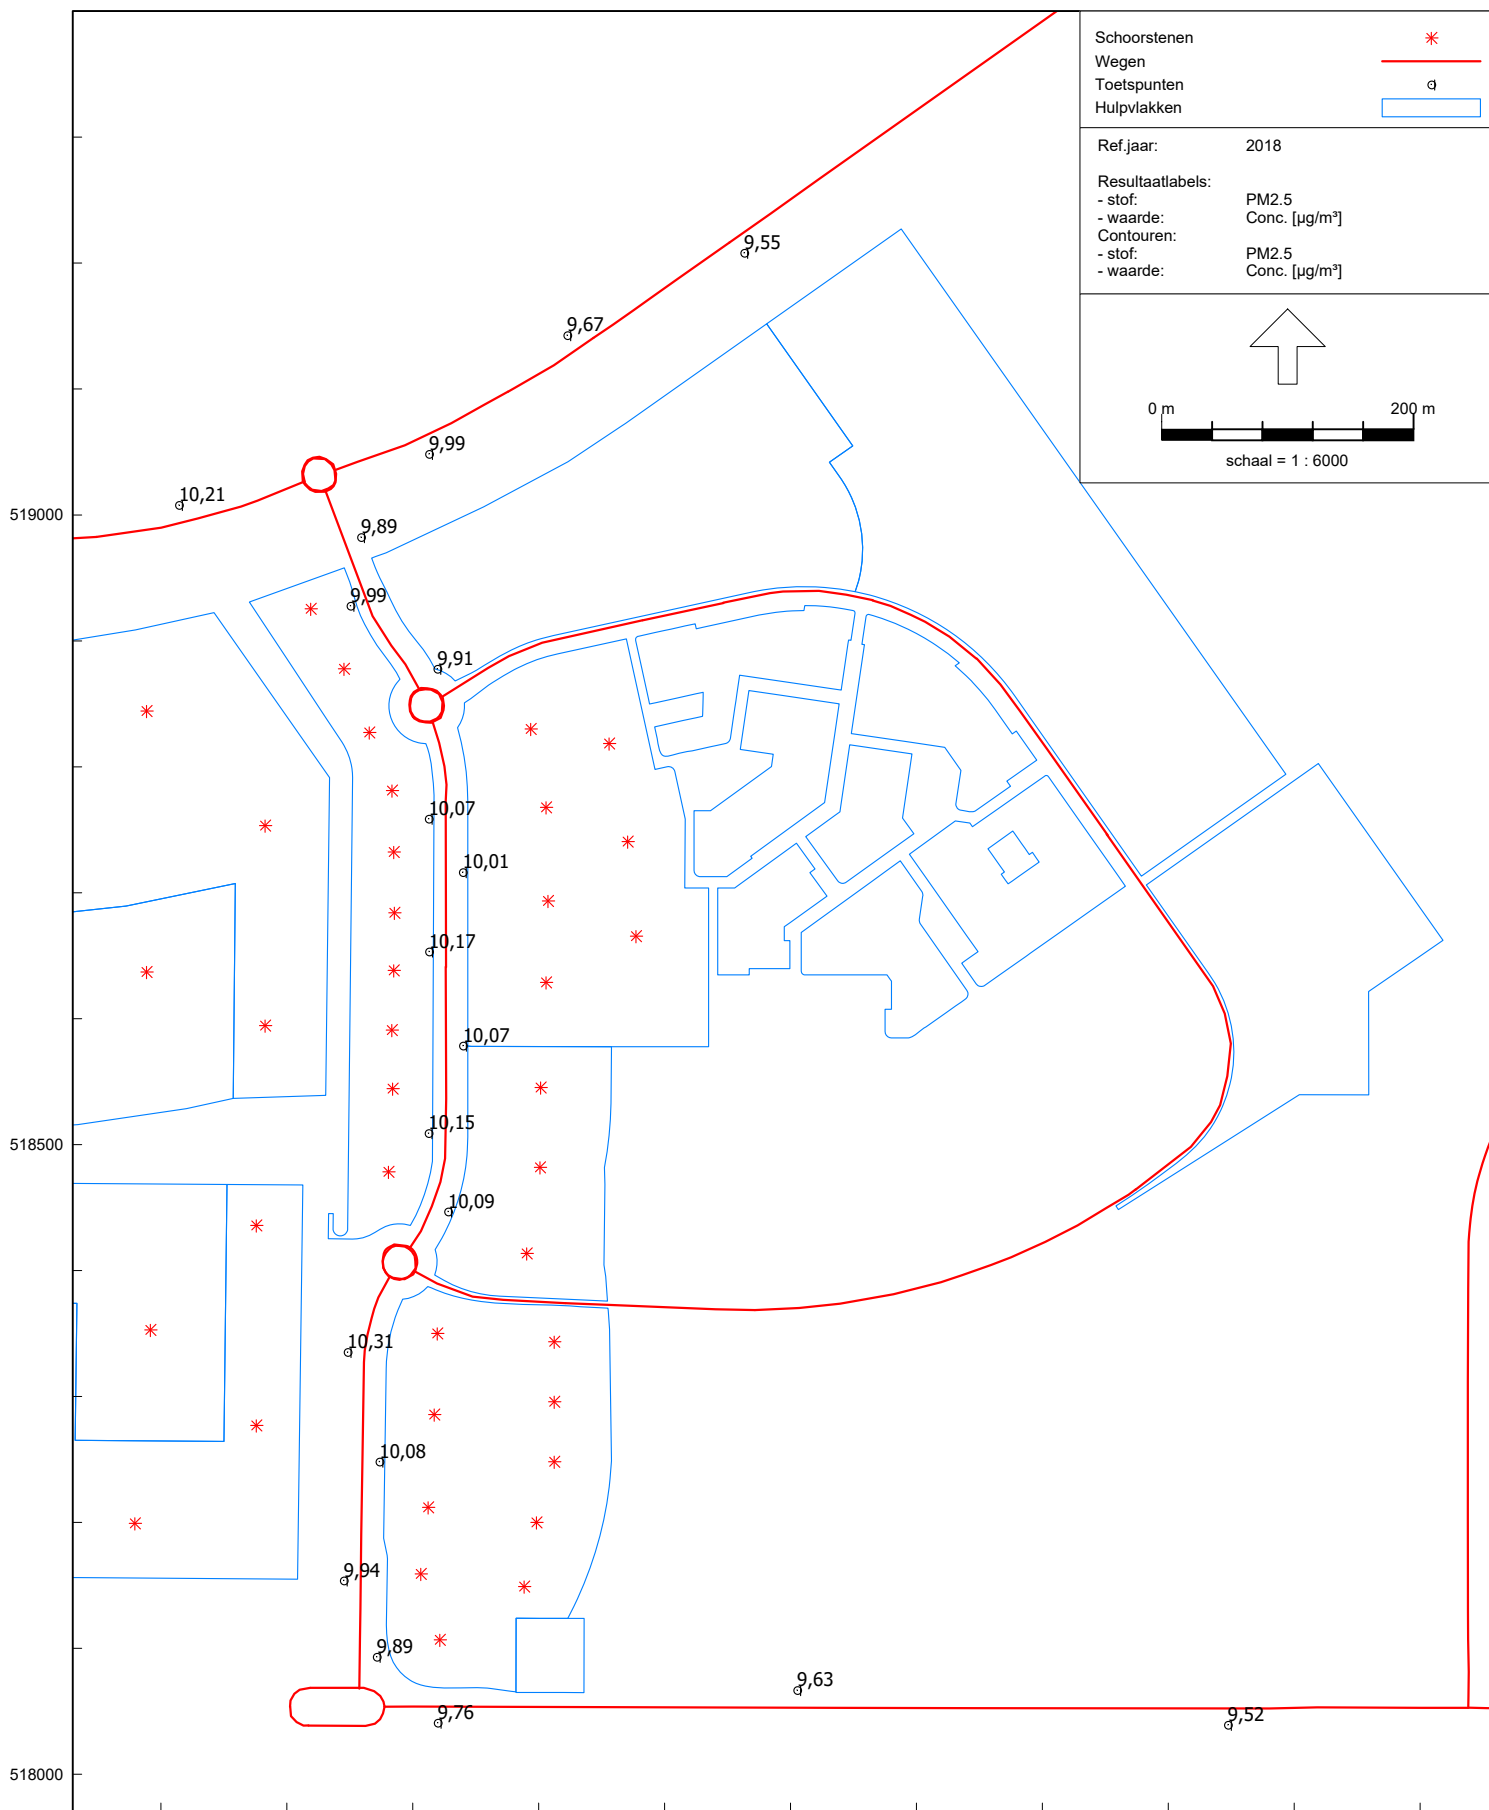 Schoorstenen
Wegen
Toetspunten
Hulpvlakken
Ref.jaar: 2018
Resultaatlabels:
- stof: PM2.5
- waarde: Conc. [µg/m³]
Contouren:
- stof: PM2.5
- waarde: Conc. [µg/m³]
0 m 200 m
schaal = 1 : 6000
9,55
9,67
9,99
10,21
519000
9,89
9,99
9,91
10,07
10,01
10,17
10,07
10,15
518500
10,09
10,31
10,08
9,94
9,89
9,63
9,76
9,52
518000